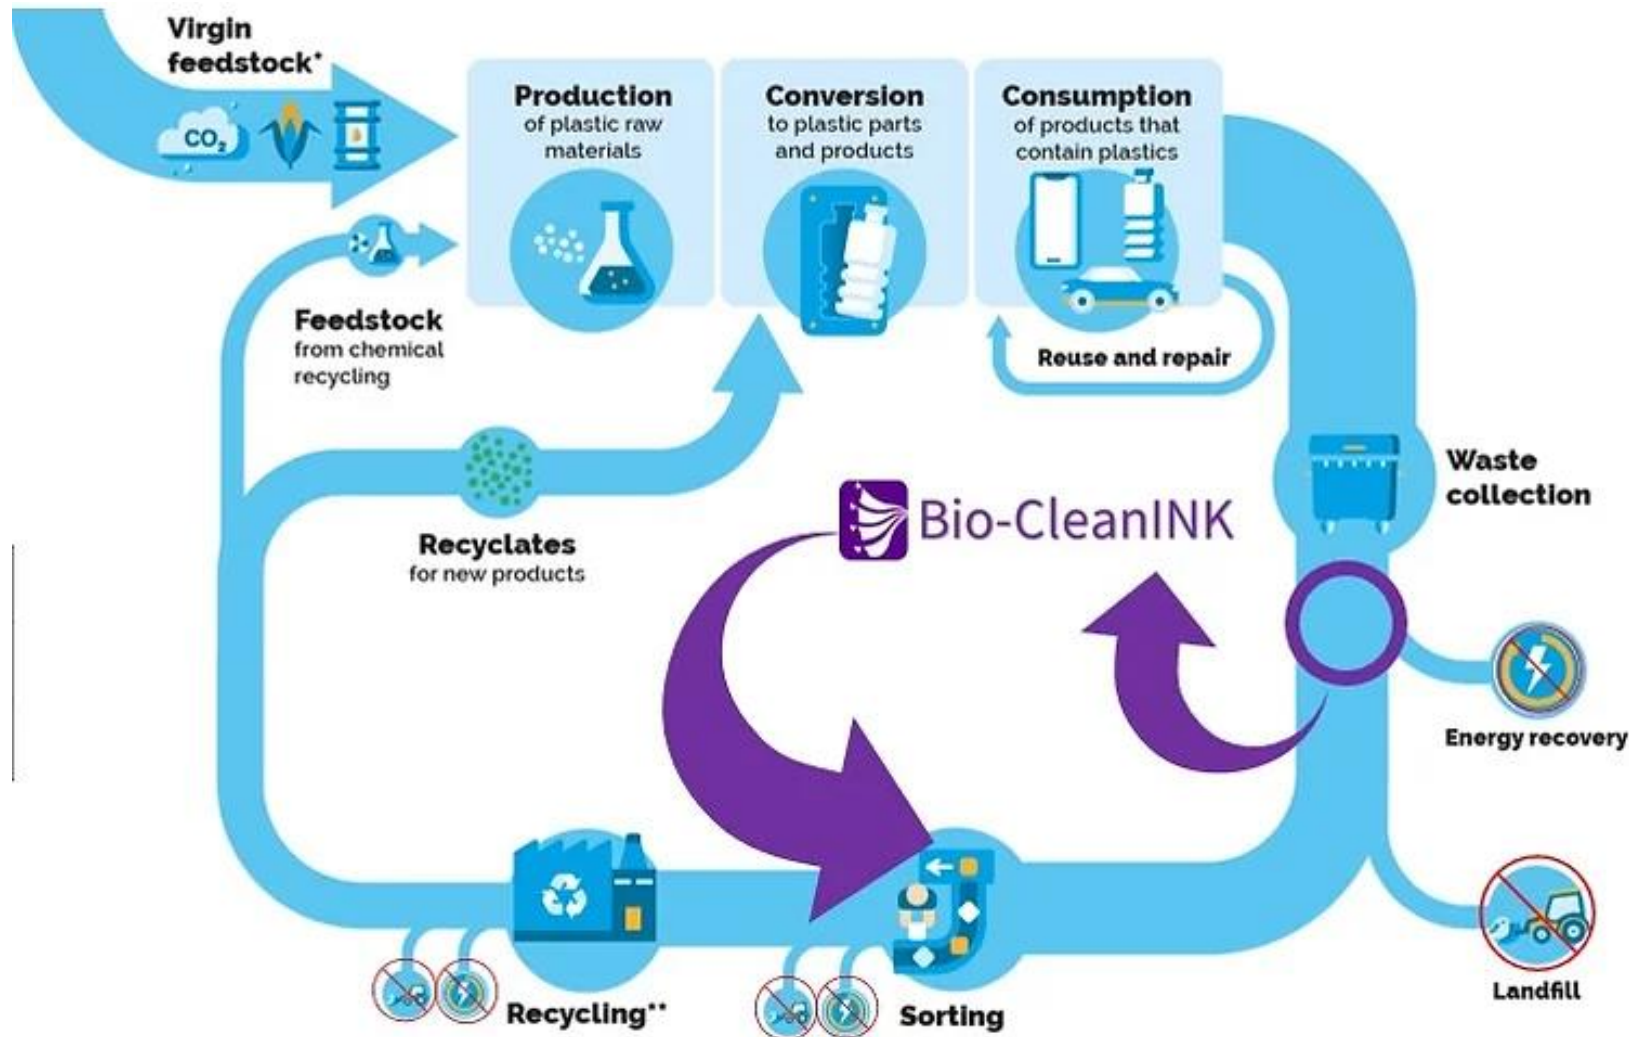 Virgin
feedstock*
CO₂
Production
of plastic raw
materials
Conversion
to plastic parts
and products
Consumption
of products that
contain plastics
Feedstock
from chemical
recycling
Reuse and repair
Waste
collection
Bio-CleanINK
Recyclates
for new products
Energy recovery
Landfill
Recycling**
Sorting